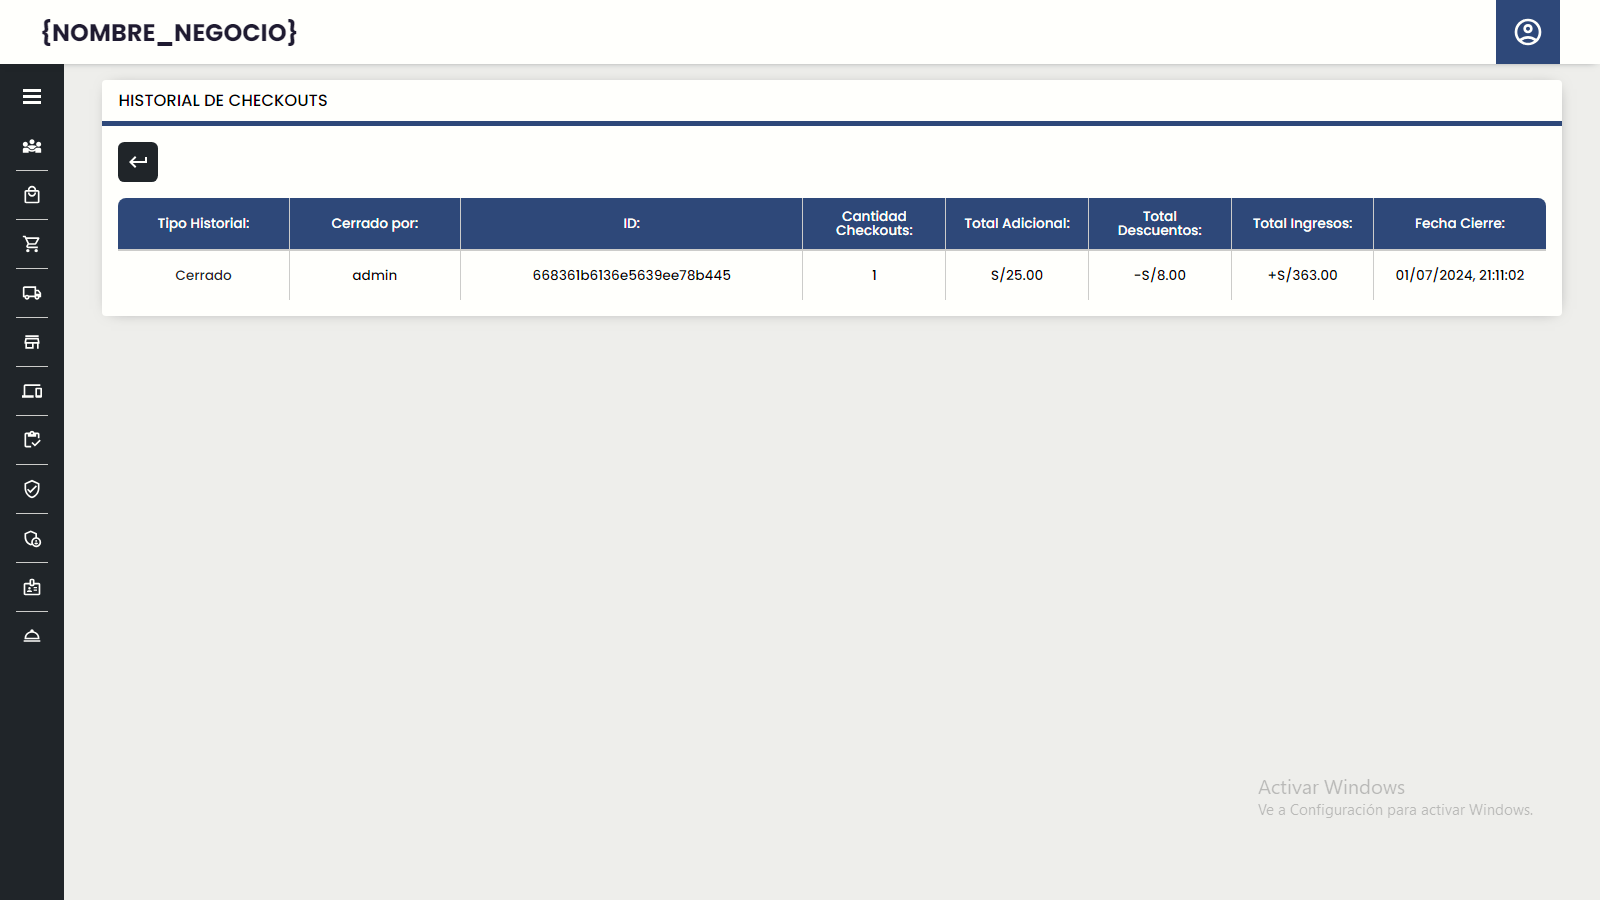 {NOMBRE_NEGOCIO}
HISTORIAL DE CHECKOUTS
Tipo Historial:
Cerrado por:
ID:
Cantidad
Checkouts:
Total Adicional:
Total
Descuentos:
Total Ingresos:
Fecha Cierre:
Cerrado
admin
668361b6136e5639ee78b445
1
S/25.00
-S/8.00
+S/363.00
01/07/2024, 21:11:02
Activar Windows
Ve a Configuración para activar Windows.